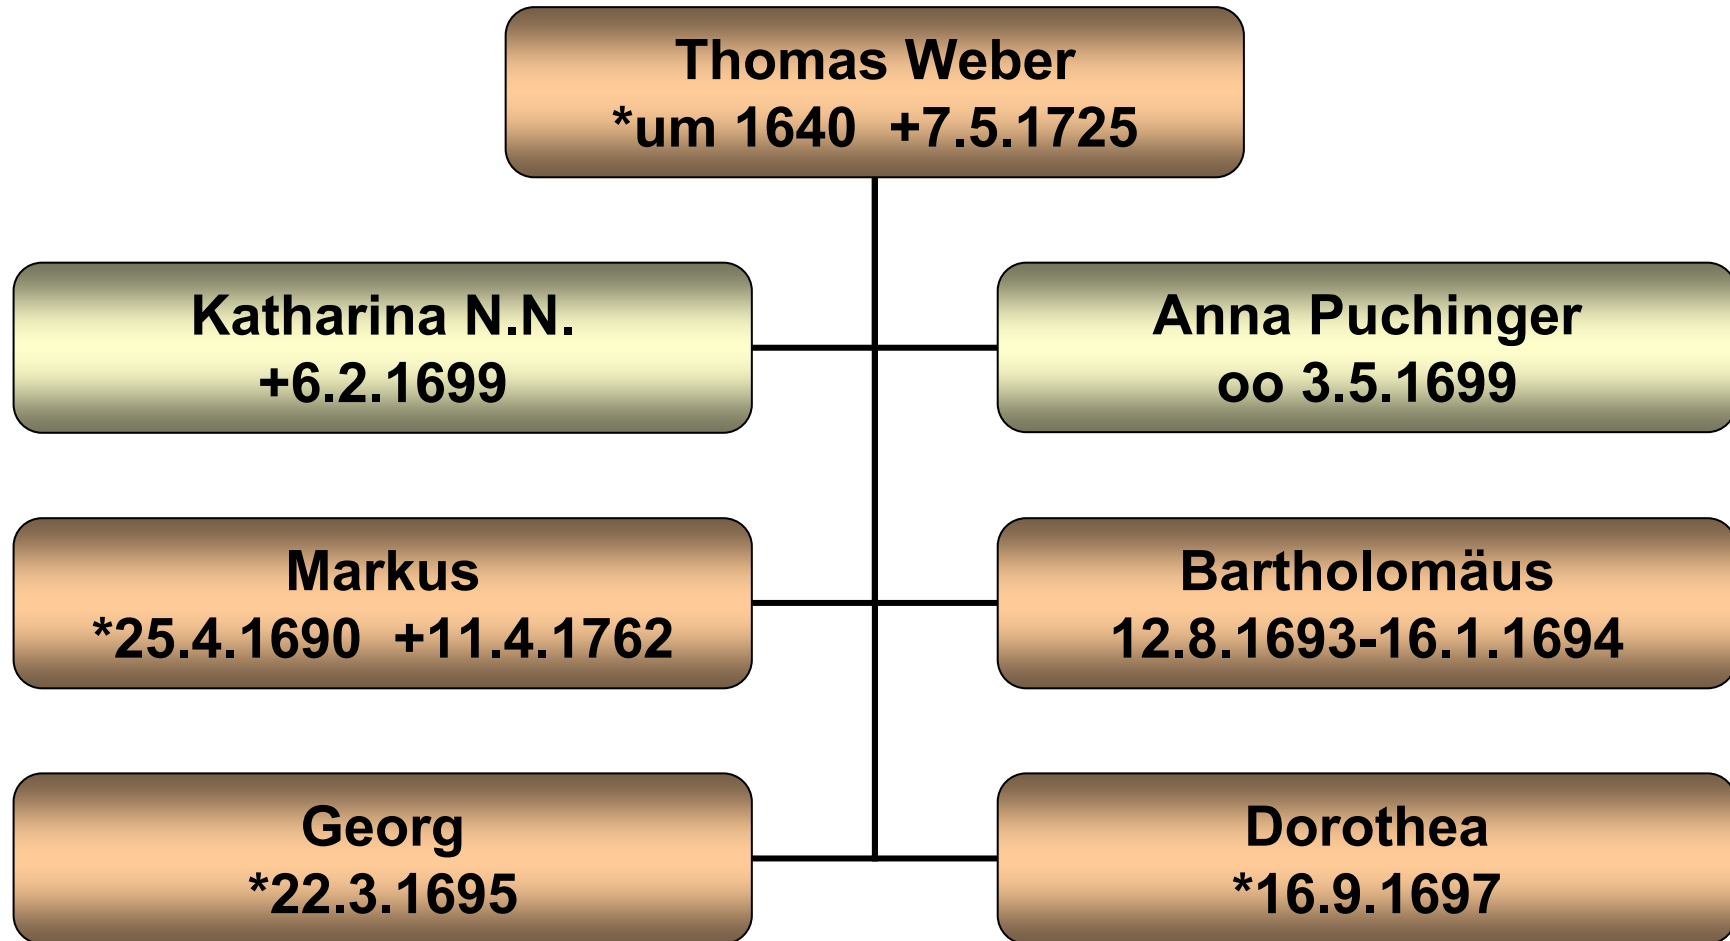 Thomas Weber
*um 1640 +7.5.1725
Katharina N.N.
+6.2.1699
Anna Puchinger
oo 3.5.1699
Markus
*25.4.1690 +11.4.1762
Bartholomäus
12.8.1693-16.1.1694
Georg
*22.3.1695
Dorothea
*16.9.1697